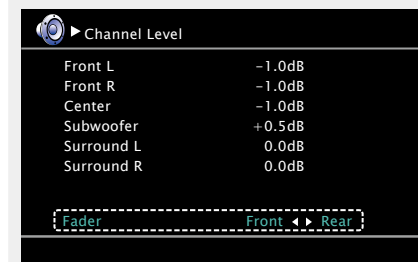 Channel Level
Front L -1.0dB
Front R -1.0dB
Center -1.0dB
Subwoofer +0.5dB
Surround L 0.0dB
Surround R 0.0dB
Fader Front ◀ ▶ Rear